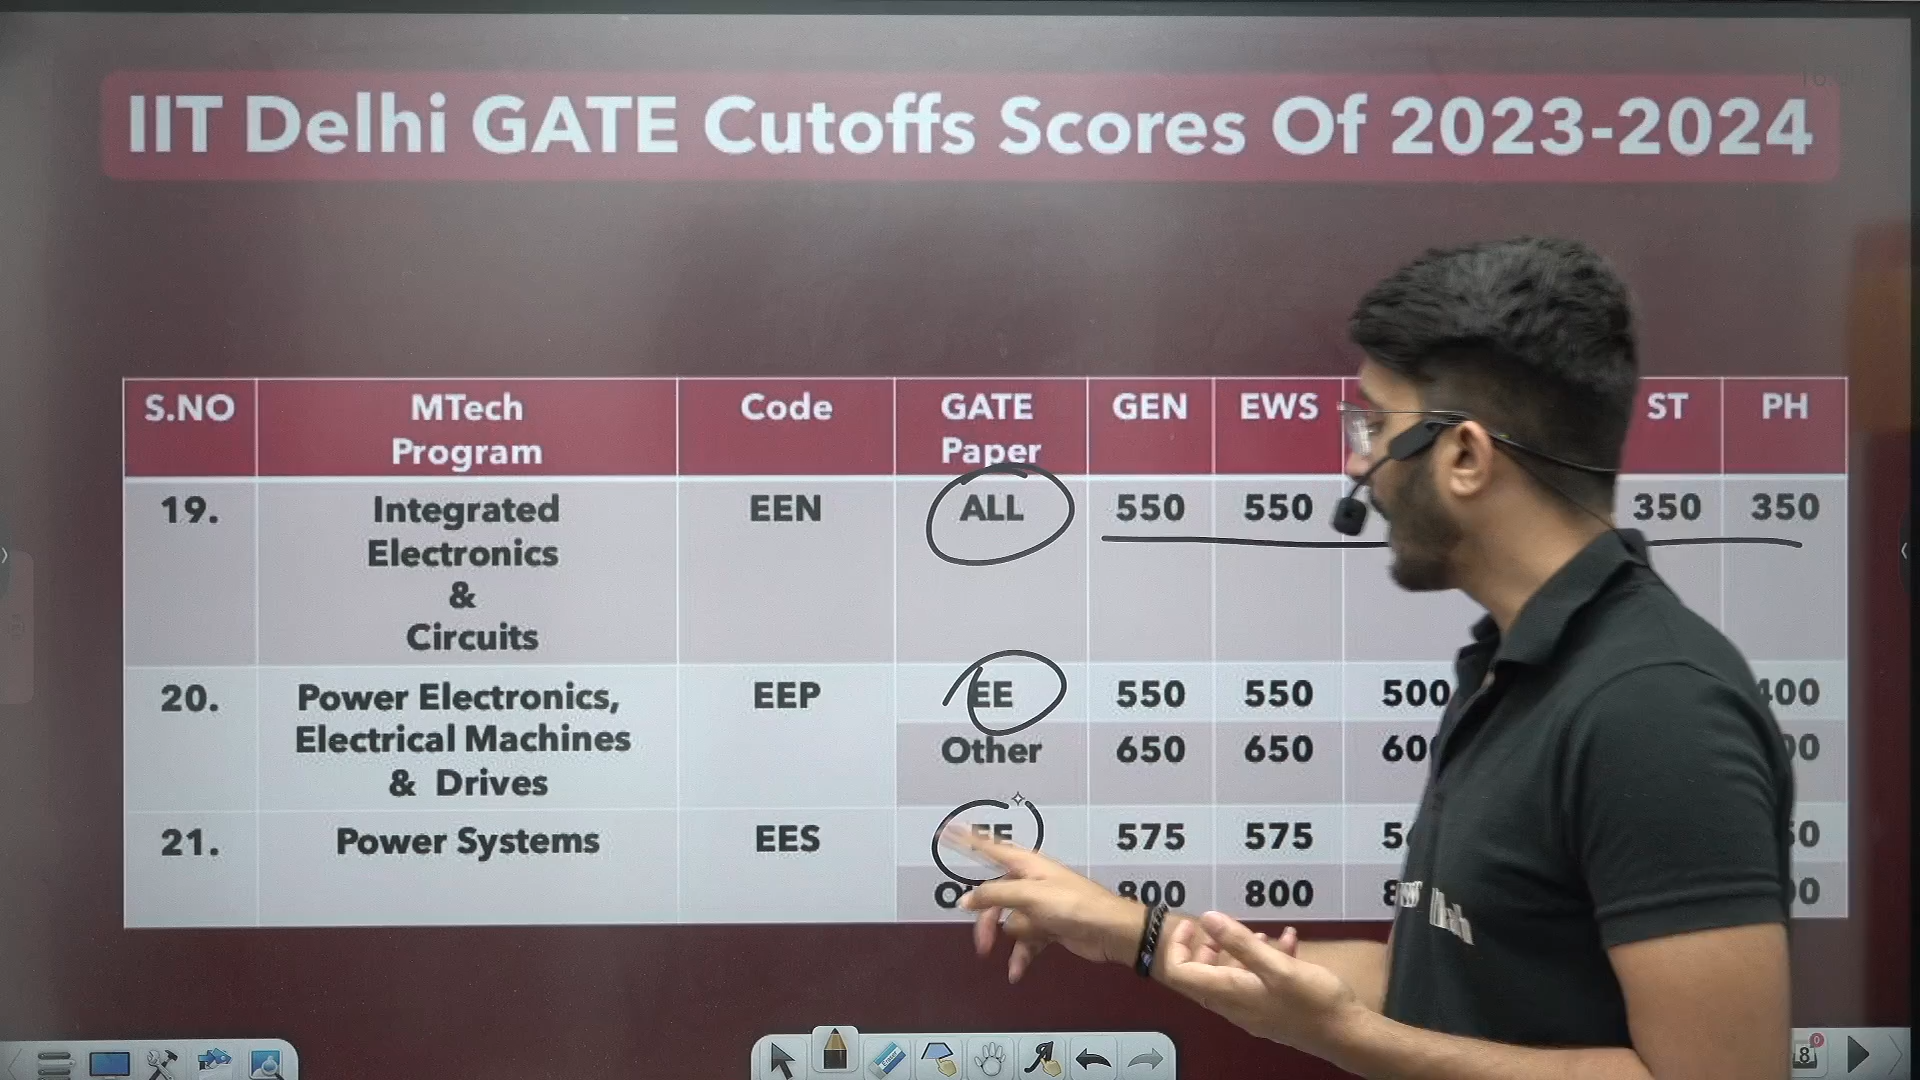 IIT Delhi GATE Cutoffs Scores Of 2023-2024
S.NO MTech Program Code GATE Paper GEN EWS ST PH
19. Integrated Electronics & Circuits EEN ALL 550 550 350 350
20. Power Electronics, Electrical Machines & Drives EEP EE 550 550 500
Other 650 650
21. Power Systems EES EE 575 575
800 800